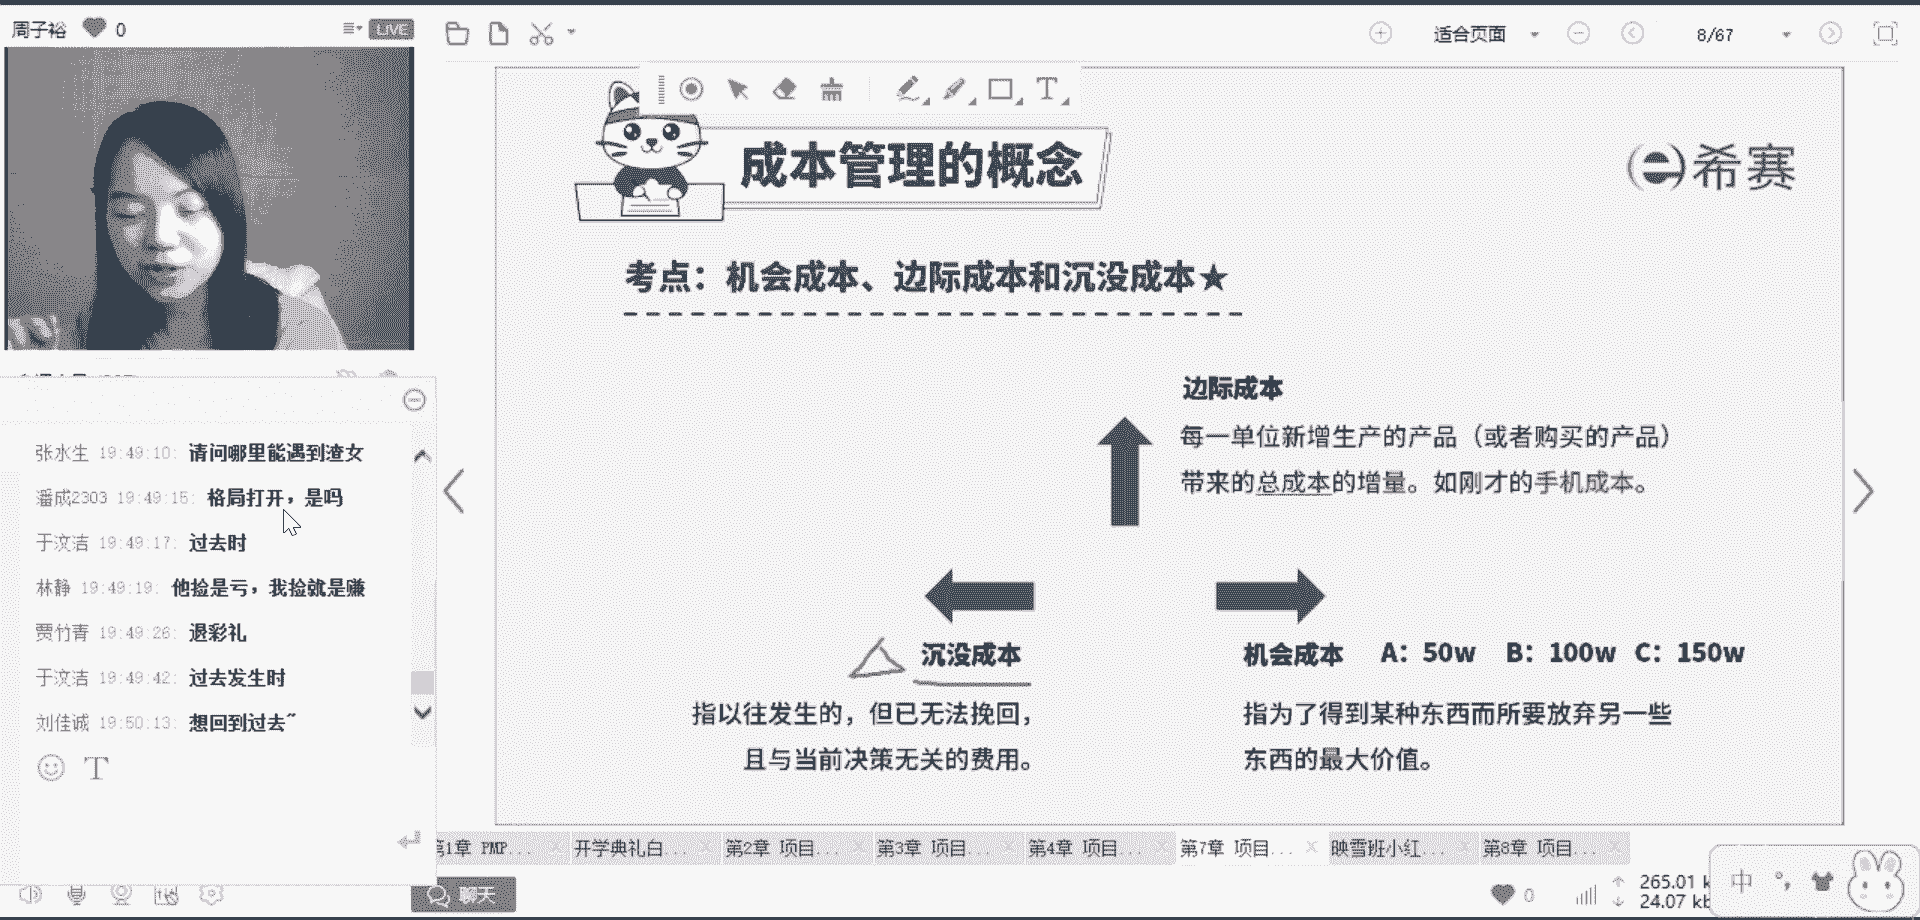 周子裕 0
LIVE
适合页面
8/67
T
成本管理的概念
希赛
考点：机会成本、边际成本和沉没成本★
边际成本
每一单位新增生产的产品（或者购买的产品）
带来的总成本的增量。如刚才的手机成本。
沉没成本
指以往发生的，但已无法挽回，
且与当前决策无关的费用。
机会成本 A：50w B：100w C：150w
指为了得到某种东西而所要放弃另一些
东西的最大价值。
张水生 19:49:10: 请问哪里能遇到渣女
潘成2303 19:49:15: 格局打开，是吗
于汶洁 19:49:17: 过去时
林静 19:49:19: 他捡是亏，我捡就是赚
贾竹青 19:49:26: 退彩礼
于汶洁 19:49:42: 过去发生时
刘佳诚 19:50:13: 想回到过去~
T
第1章 PMP...
开学典礼白...
第2章 项目...
第3章 项目...
第4章 项目...
第7章 项目...
映雪班小红...
第8章 项目...
聊天
0
265.01 k
24.07 kb
中